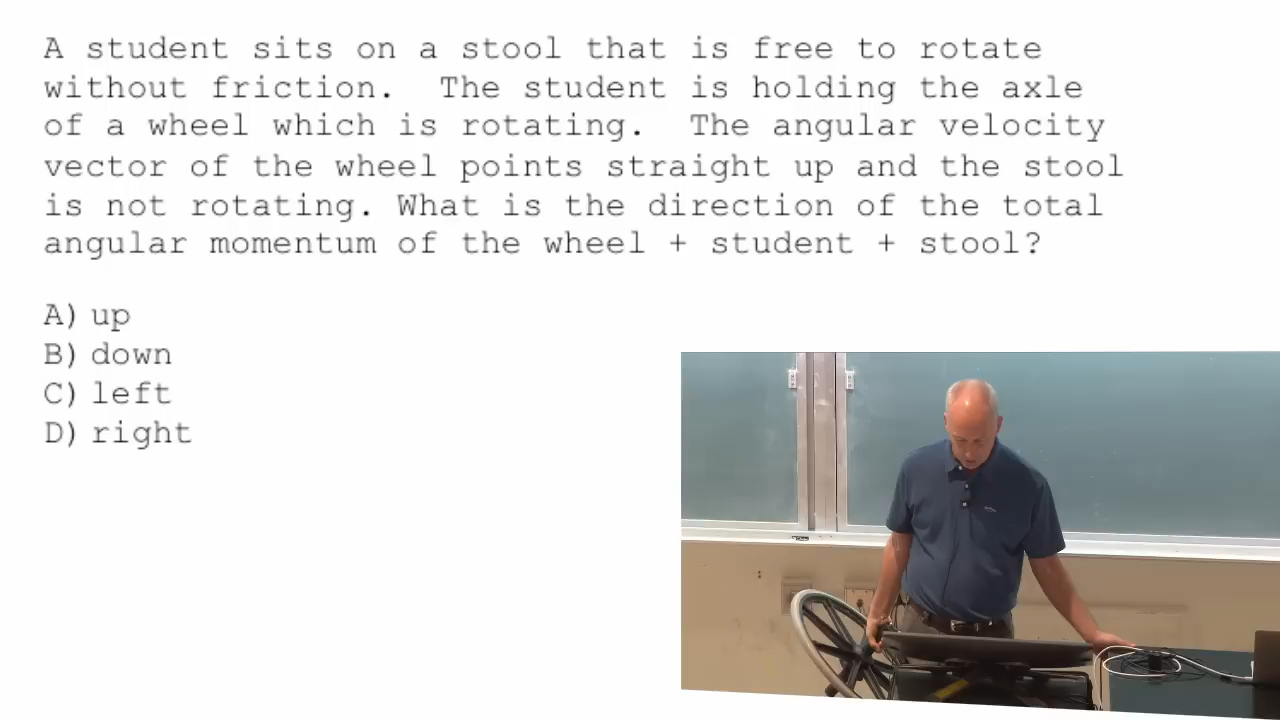 A student sits on a stool that is free to rotate
without friction.  The student is holding the axle
of a wheel which is rotating.  The angular velocity
vector of the wheel points straight up and the stool
is not rotating. What is the direction of the total
angular momentum of the wheel + student + stool?
A) up
B) down
C) left
D) right